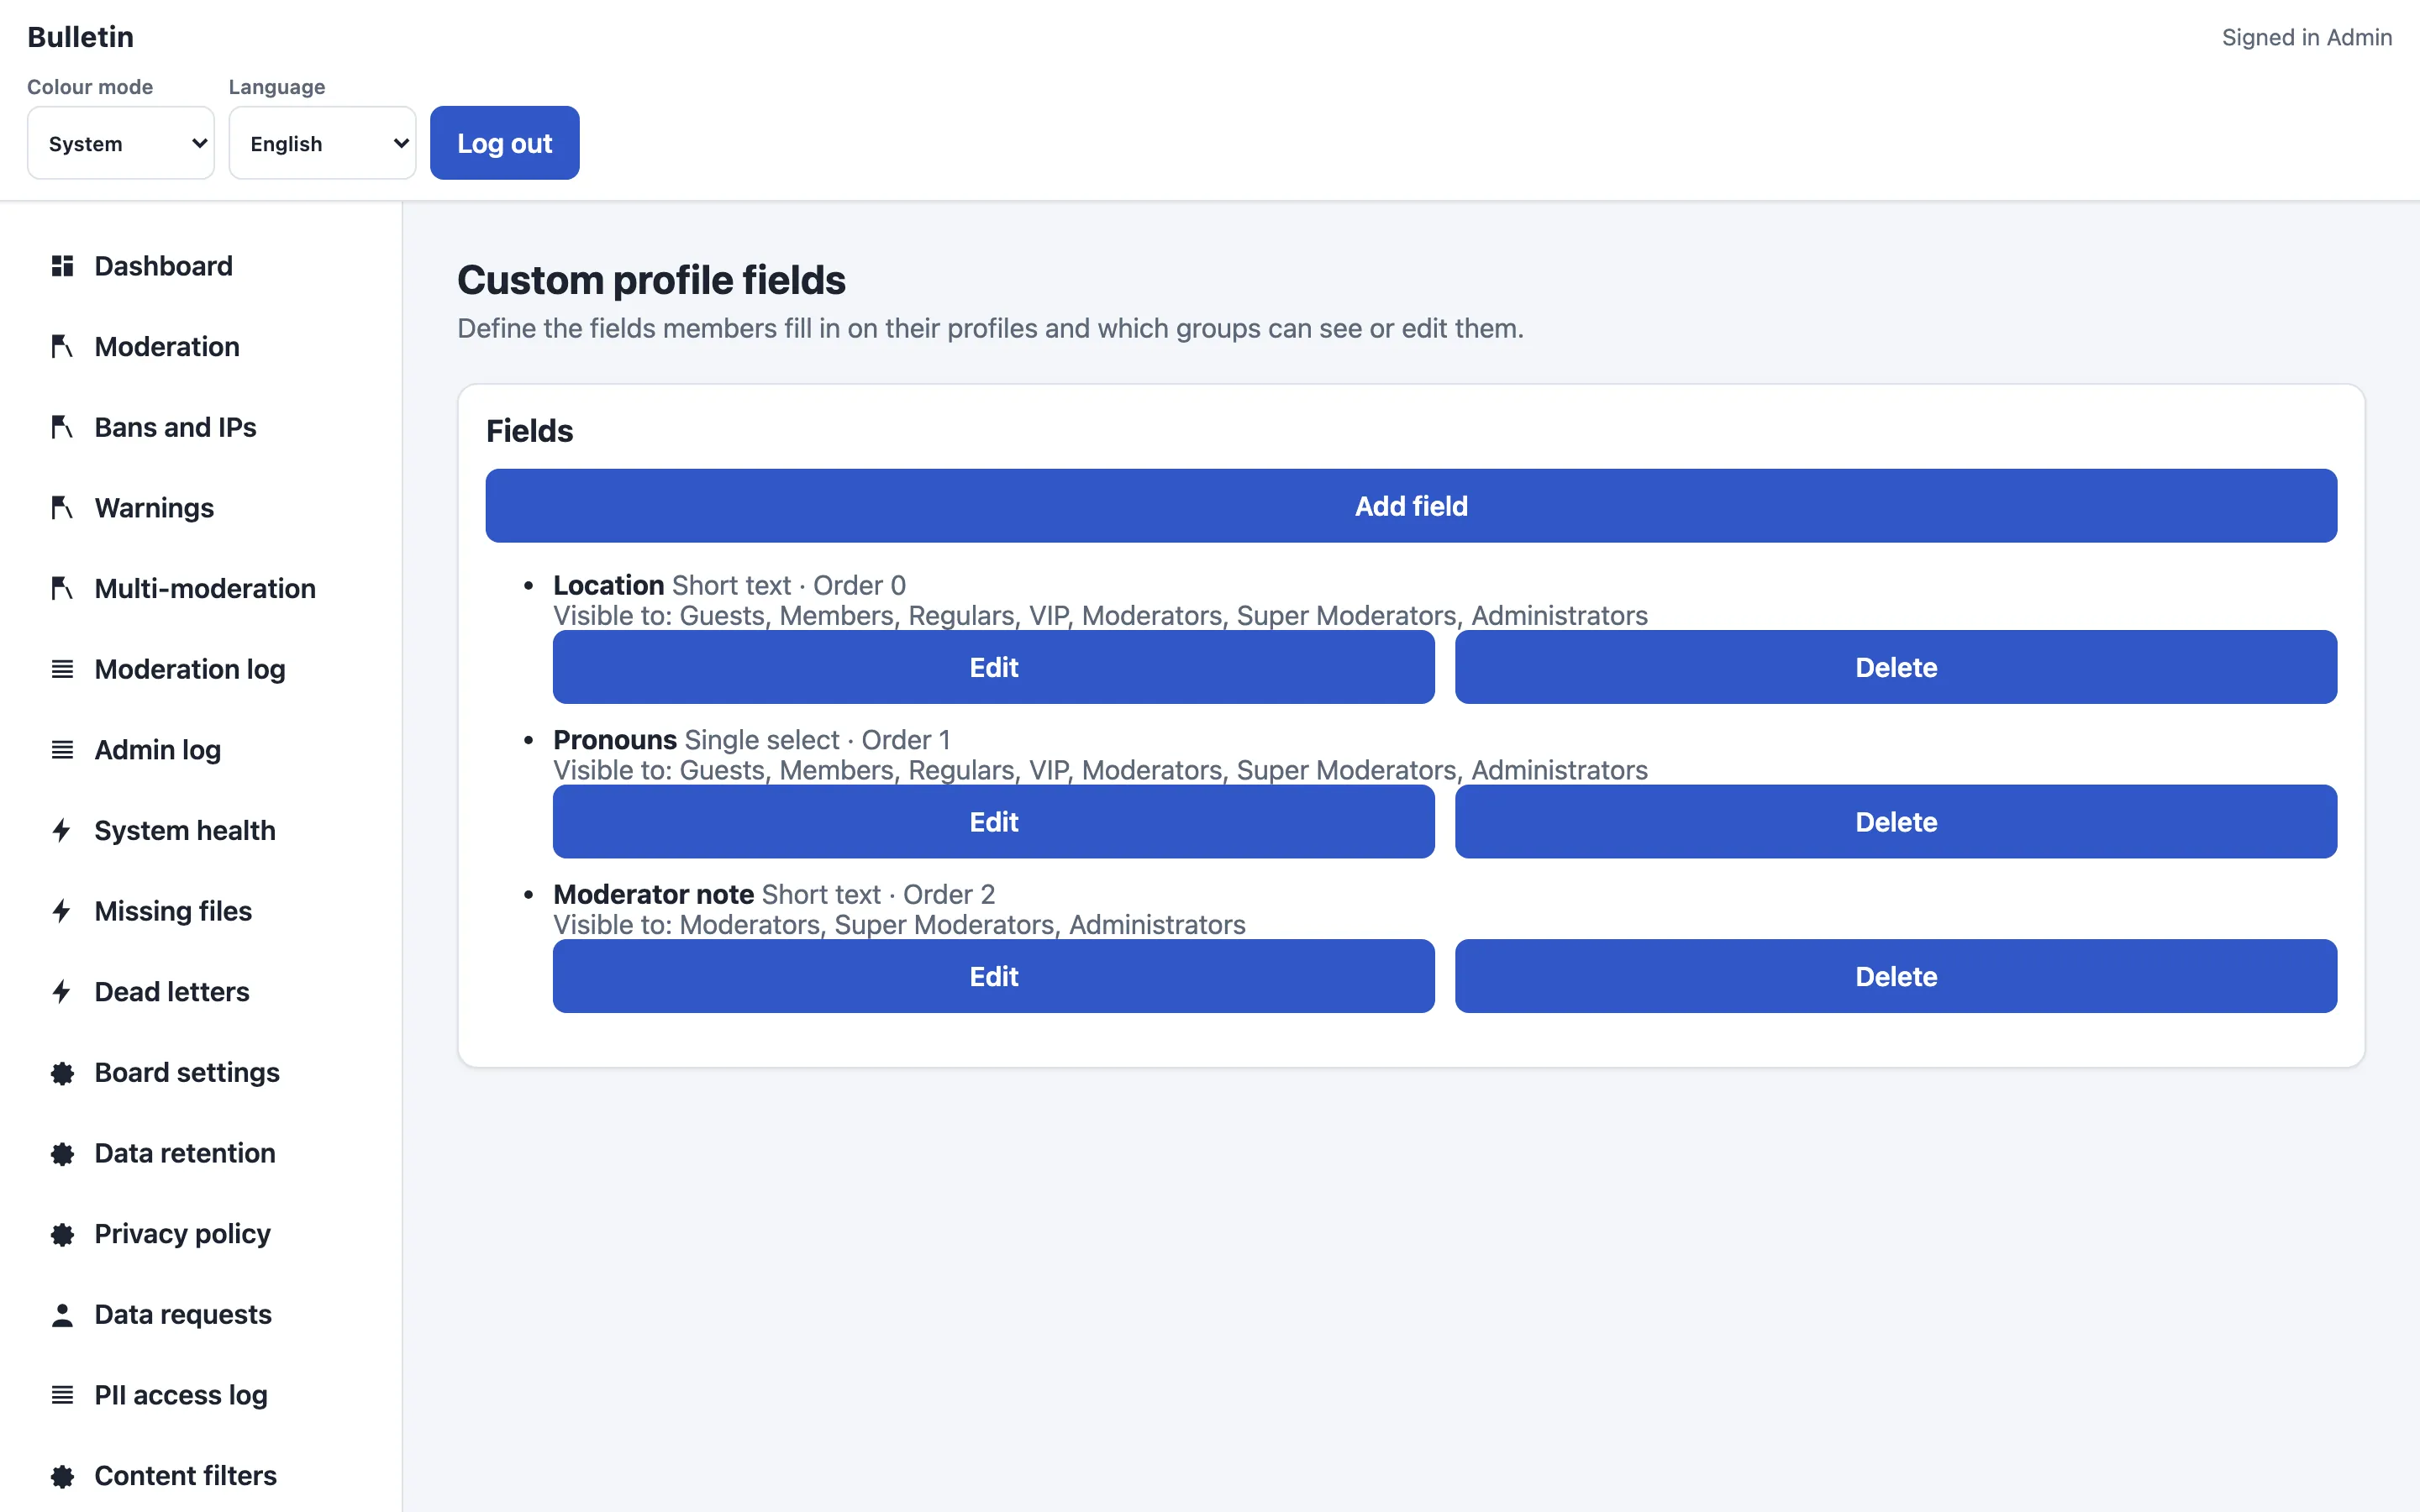 Bulletin
Signed in Admin
Colour mode
Language
System
English
Log out
Dashboard
Moderation
Bans and IPs
Warnings
Multi-moderation
Moderation log
Admin log
System health
Missing files
Dead letters
Board settings
Data retention
Privacy policy
Data requests
PII access log
Content filters
Custom profile fields
Define the fields members fill in on their profiles and which groups can see or edit them.
Fields
Add field
Location Short text · Order 0
Visible to: Guests, Members, Regulars, VIP, Moderators, Super Moderators, Administrators
Edit
Delete
Pronouns Single select · Order 1
Visible to: Guests, Members, Regulars, VIP, Moderators, Super Moderators, Administrators
Edit
Delete
Moderator note Short text · Order 2
Visible to: Moderators, Super Moderators, Administrators
Edit
Delete